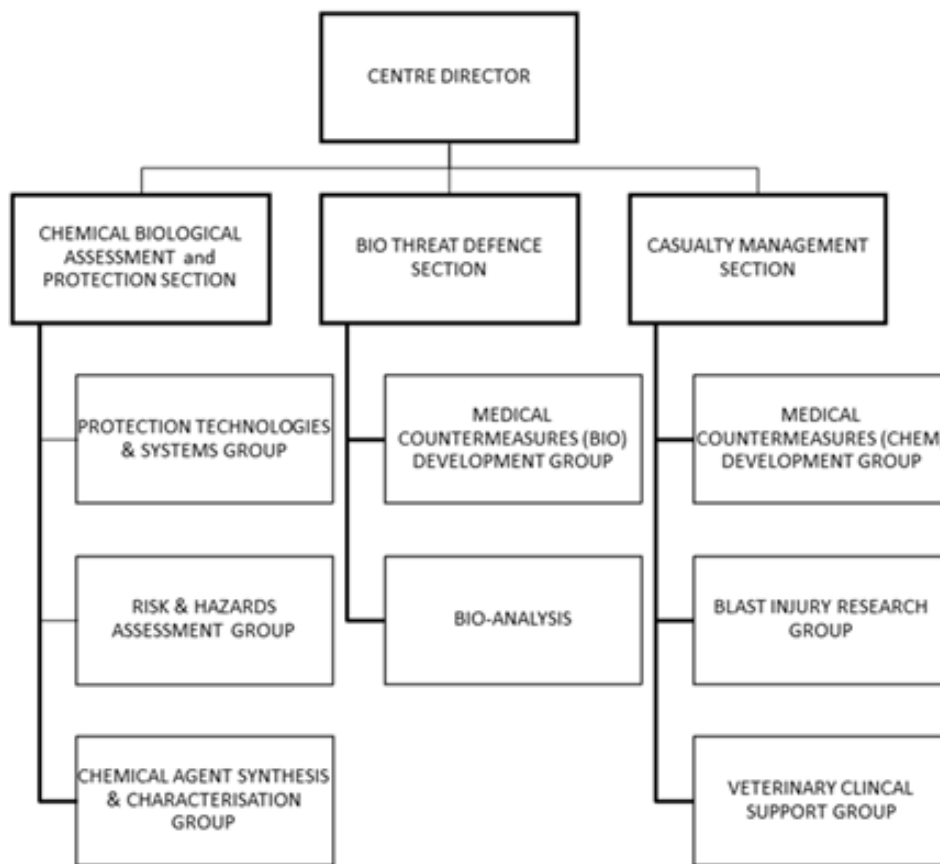 CENTRE DIRECTOR
CHEMICAL BIOLOGICAL
ASSESSMENT and
PROTECTION SECTION
BIO THREAT DEFENCE
SECTION
CASUALTY MANAGEMENT
SECTION
PROTECTION TECHNOLOGIES
& SYSTEMS GROUP
MEDICAL
COUNTERMEASURES (BIO)
DEVELOPMENT GROUP
MEDICAL
COUNTERMEASURES (CHEM
DEVELOPMENT GROUP
RISK & HAZARDS
ASSESSMENT GROUP
BIO-ANALYSIS
BLAST INJURY RESEARCH
GROUP
CHEMICAL AGENT SYNTHESIS
& CHARACTERISATION
GROUP
VETERINARY CLINCAL
SUPPORT GROUP